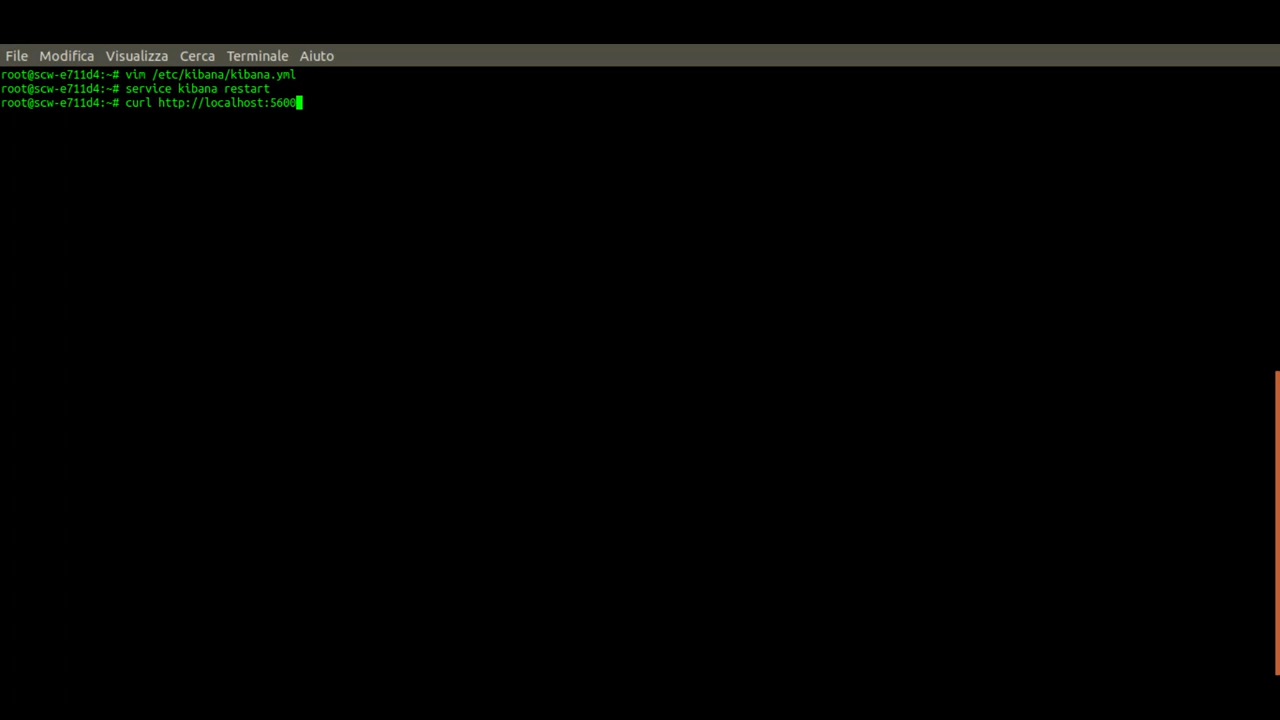 File Modifica Visualizza Cerca Terminale Aiuto
root@scw-e711d4:~# vim /etc/kibana/kibana.yml
root@scw-e711d4:~# service kibana restart
root@scw-e711d4:~# curl http://localhost:5600